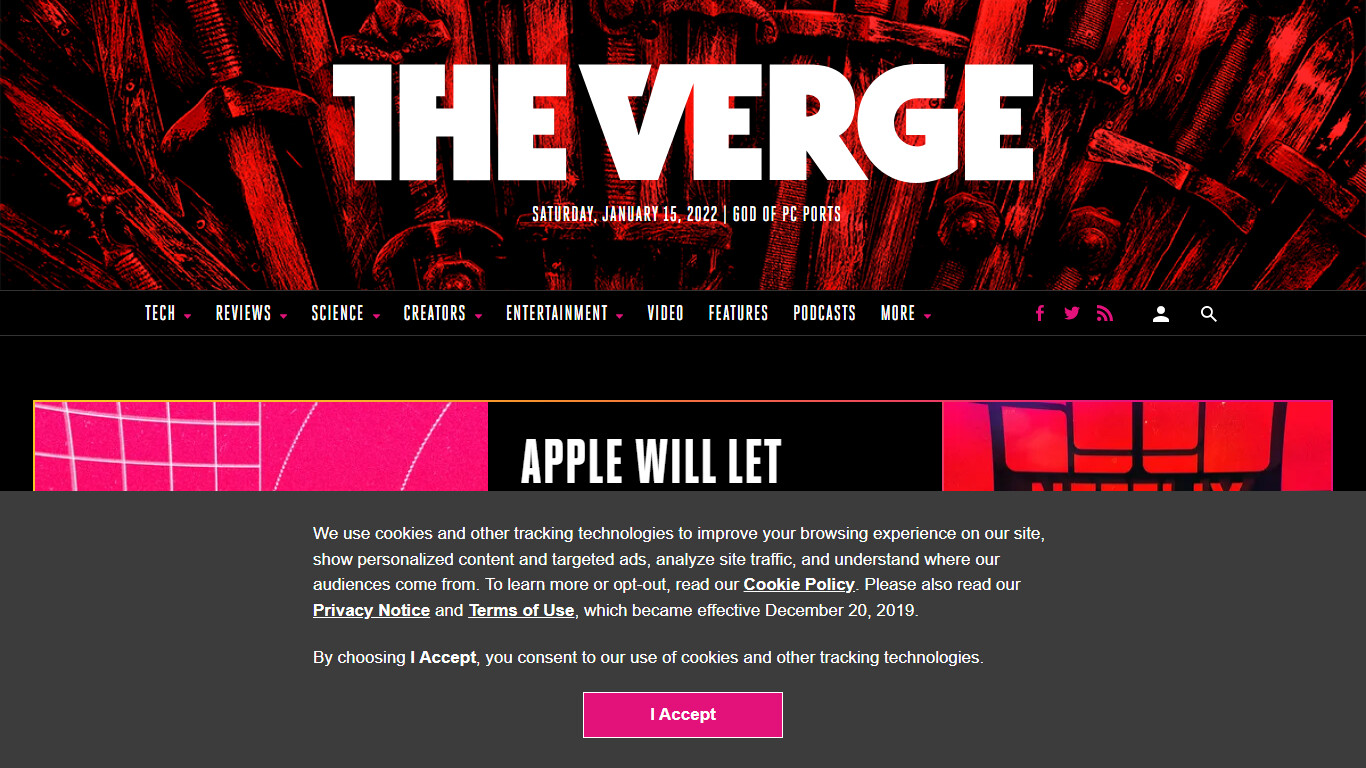 THE VERGE
SATURDAY, JANUARY 15, 2022 | GOD OF PC PORTS
TECH REVIEWS SCIENCE CREATORS ENTERTAINMENT VIDEO FEATURES PODCASTS MORE
APPLE WILL LET
NETFLIX
We use cookies and other tracking technologies to improve your browsing experience on our site,
show personalized content and targeted ads, analyze site traffic, and understand where our
audiences come from. To learn more or opt-out, read our Cookie Policy. Please also read our
Privacy Notice and Terms of Use, which became effective December 20, 2019.
By choosing I Accept, you consent to our use of cookies and other tracking technologies.
I Accept